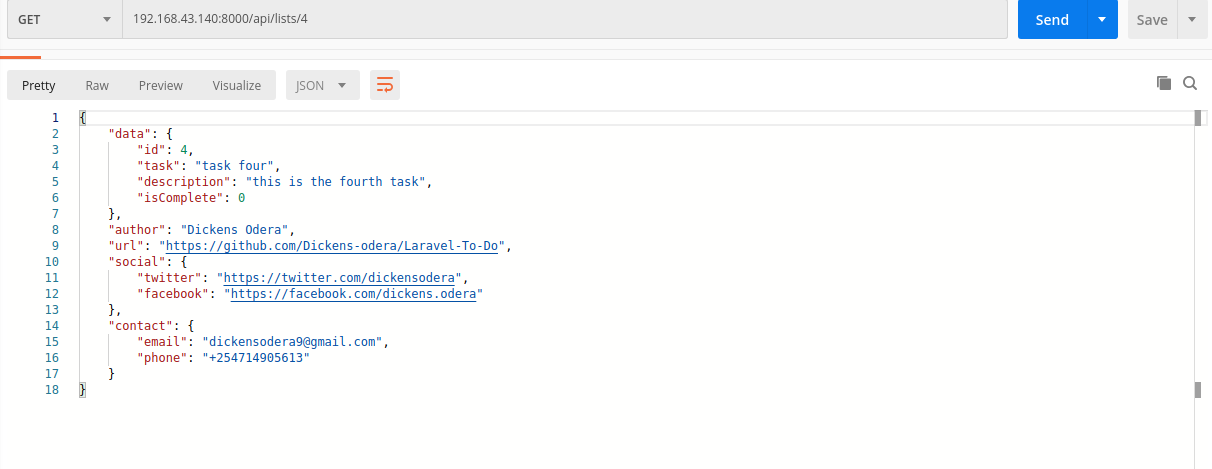 GET 192.168.43.140:8000/api/lists/4 Send Save
Pretty Raw Preview Visualize JSON
1 {
2     "data": {
3         "id": 4,
4         "task": "task four",
5         "description": "this is the fourth task",
6         "isComplete": 0
7     },
8     "author": "Dickens Odera",
9     "url": "https://github.com/Dickens-odera/Laravel-To-Do",
10     "social": {
11         "twitter": "https://twitter.com/dickensodera",
12         "facebook": "https://facebook.com/dickens.odera"
13     },
14     "contact": {
15         "email": "dickensodera9@gmail.com",
16         "phone": "+254714905613"
17     }
18 }